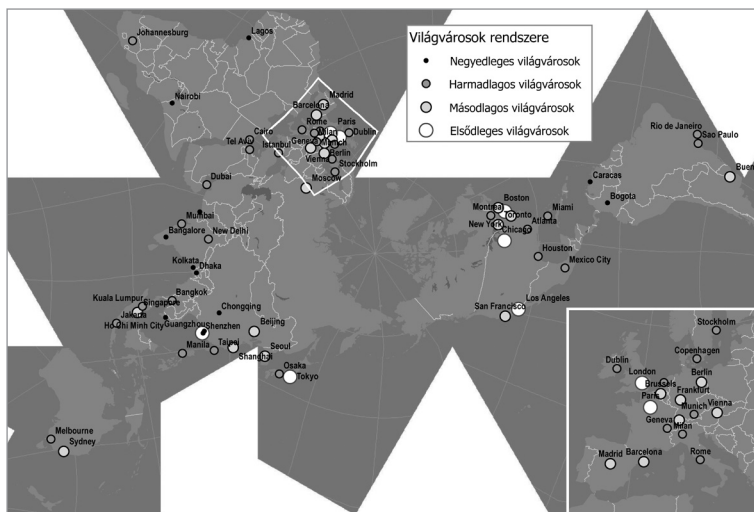 Világvárosok rendszere
Negyedleges világvárosok
Harmadlagos világvárosok
Másodlagos világvárosok
Elsődleges világvárosok
Johannesburg
Lagos
Nairobi
Madrid
Barcelona
Rome
Milan
Paris
Dublin
Cairo
Tel Aviv
Istanbul
Geneva
Munich
Berlin
Vienna
Stockholm
Moscow
Dubai
Mumbai
Bangalore
New Delhi
Kolkata
Dhaka
Kuala Lumpur
Singapore
Bangkok
Jakarta
Ho Chi Minh City
Chongqing
Guangzhou
Shenzhen
Beijing
Manila
Taipai
Shanghai
Seoul
Osaka
Tokyo
Melbourne
Sydney
Rio de Janeiro
Sao Paulo
Buen
Caracas
Bogota
Boston
Montreal
Toronto
Miami
New York
Atlanta
Chicago
Houston
Mexico City
San Francisco
Los Angeles
Stockholm
Dublin
Copenhagen
London
Berlin
Brussels
Frankfurt
Paris
Munich
Vienna
Geneva
Milan
Madrid
Barcelona
Rome